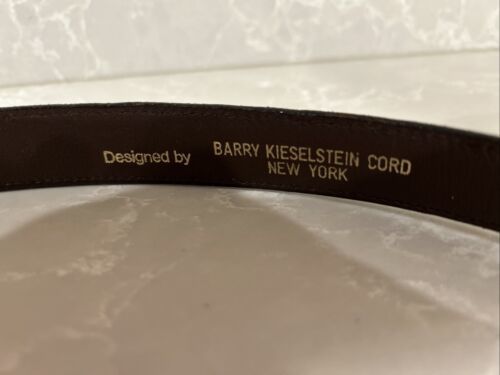 Designed by
BARRY KIESELSTEIN CORD
NEW YORK